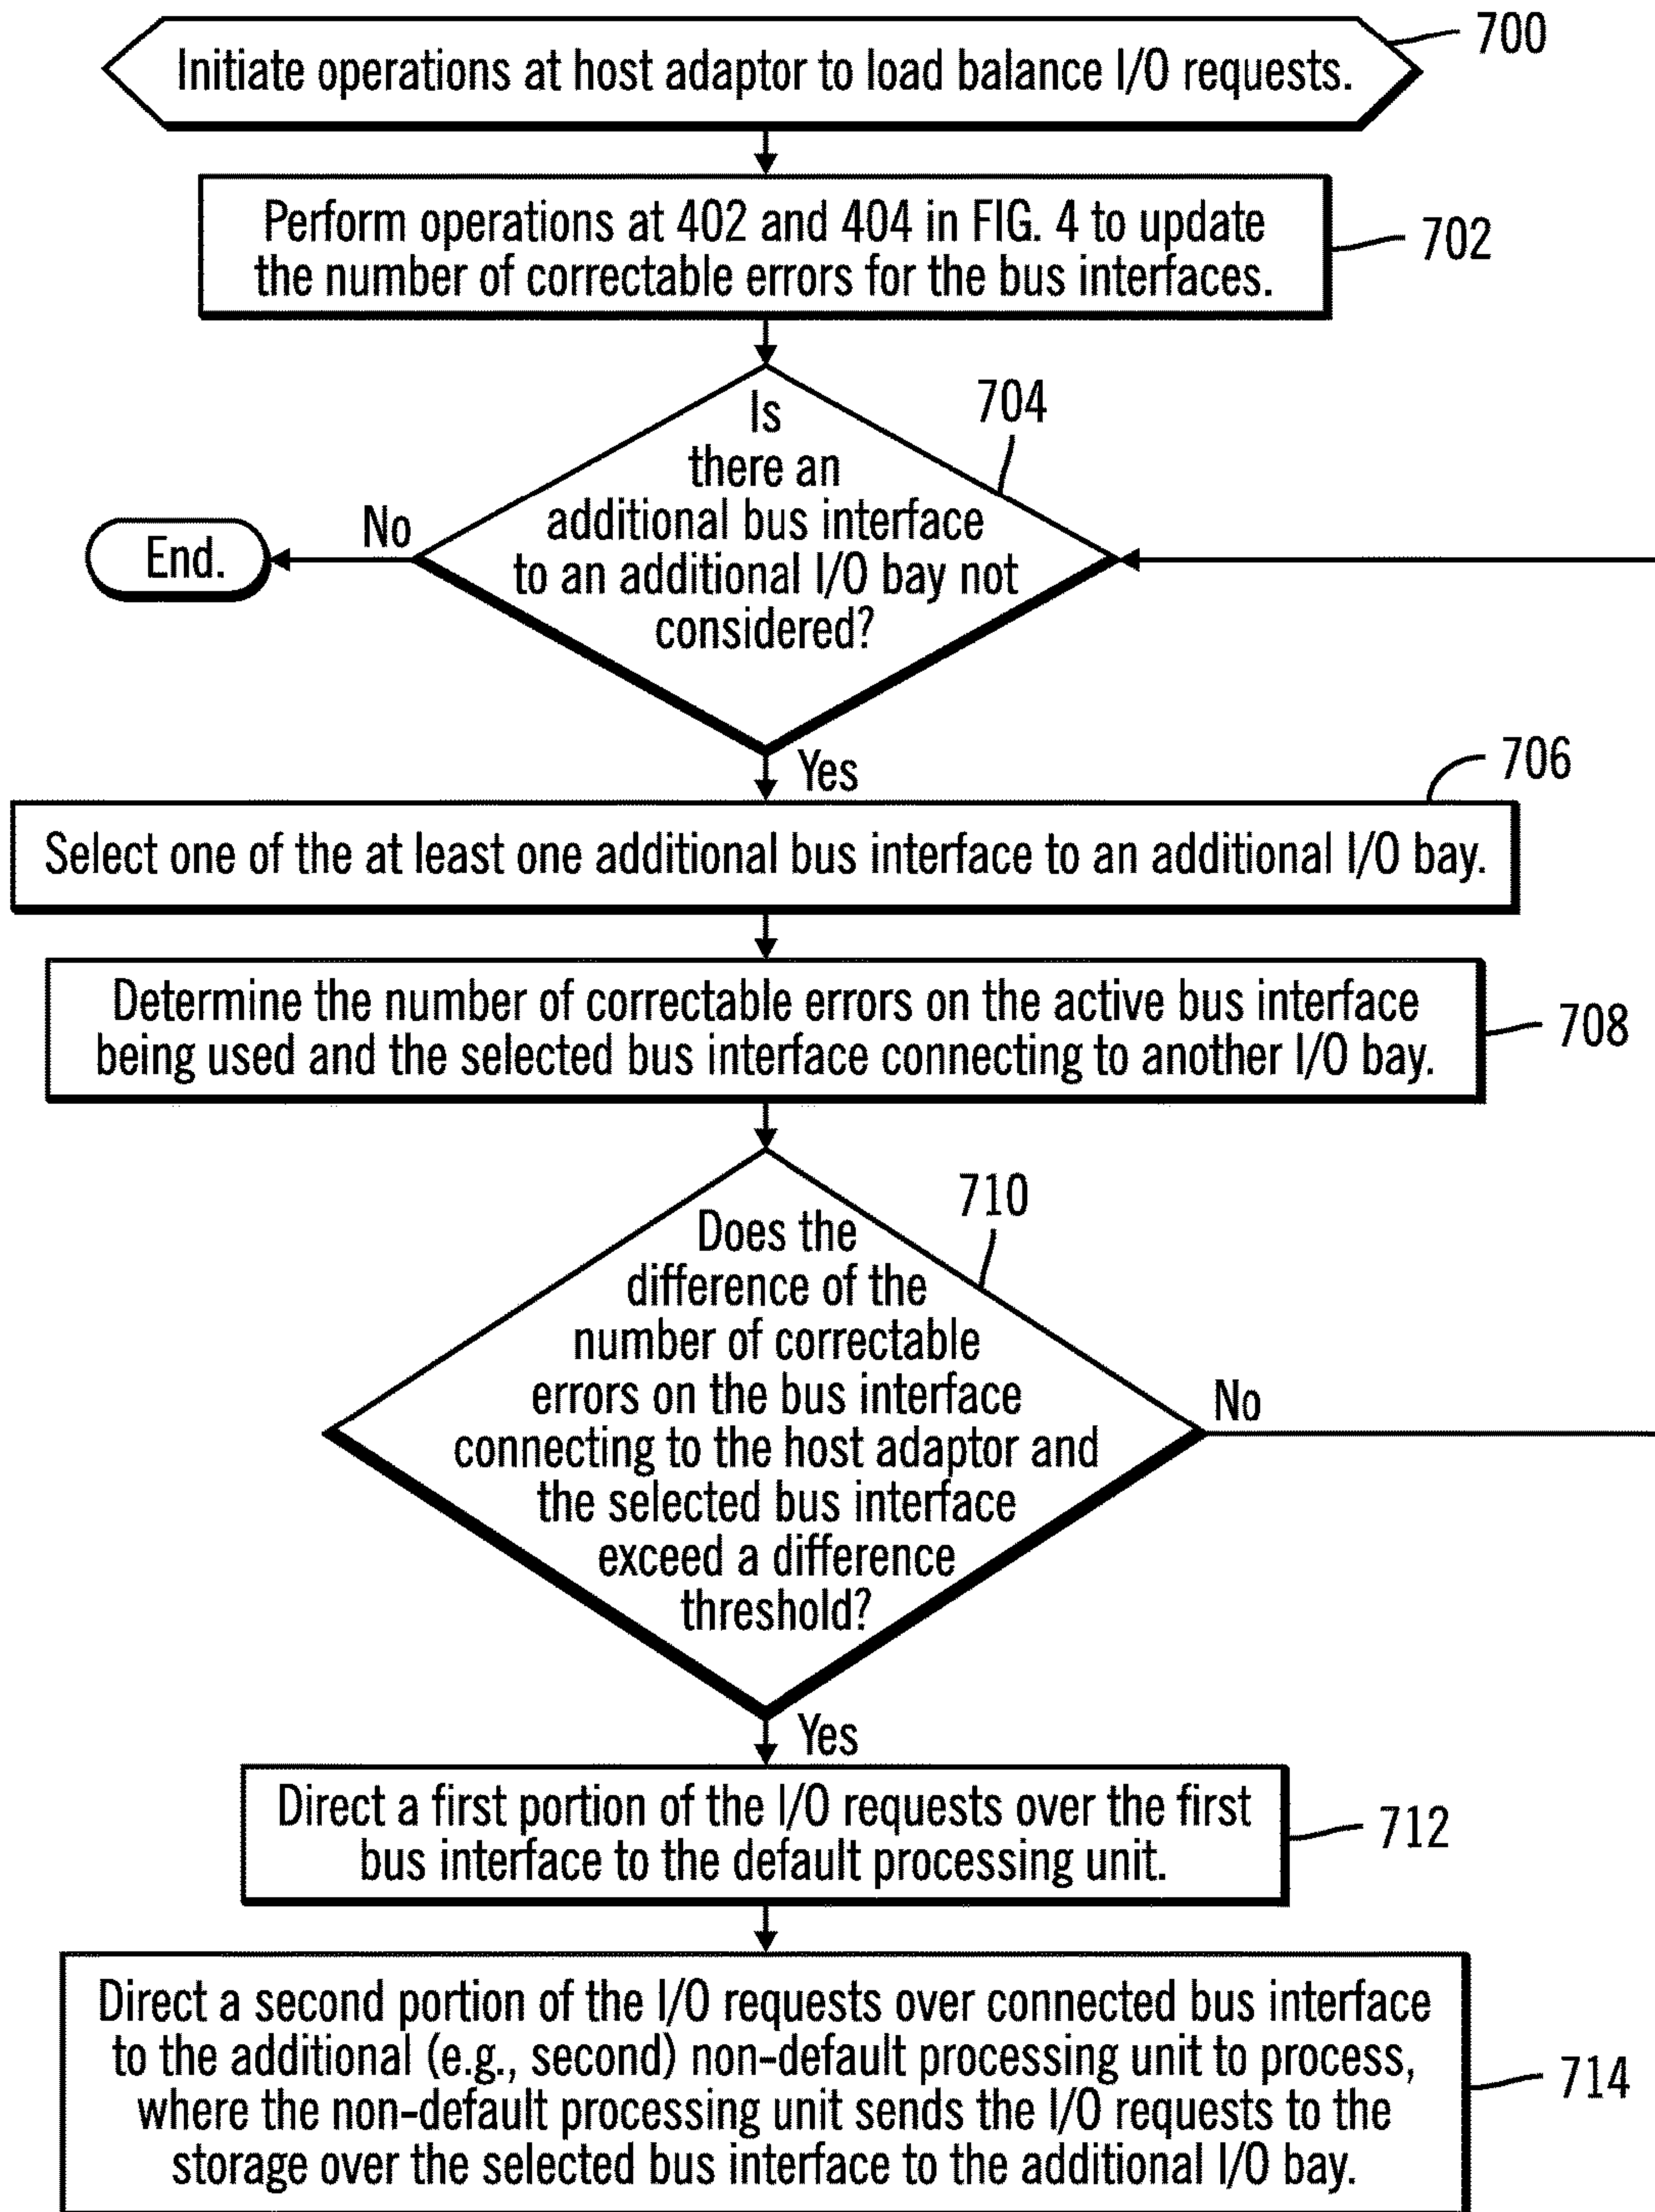 Initiate operations at host adaptor to load balance I/O requests.
700
Perform operations at 402 and 404 in FIG. 4 to update
the number of correctable errors for the bus interfaces.
702
Is
there an
additional bus interface
to an additional I/O bay not
considered?
704
No
End.
Yes
706
Select one of the at least one additional bus interface to an additional I/O bay.
Determine the number of correctable errors on the active bus interface
being used and the selected bus interface connecting to another I/O bay.
708
Does the
difference of the
number of correctable
errors on the bus interface
connecting to the host adaptor and
the selected bus interface
exceed a difference
threshold?
710
No
Yes
Direct a first portion of the I/O requests over the first
bus interface to the default processing unit.
712
Direct a second portion of the I/O requests over connected bus interface
to the additional (e.g., second) non-default processing unit to process,
where the non-default processing unit sends the I/O requests to the
storage over the selected bus interface to the additional I/O bay.
714